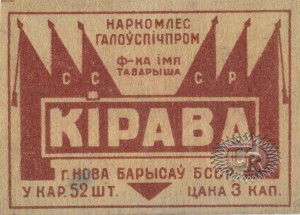 НАРКОМЛЕС
ГАЛОЎСПІЧПРОМ
Ф-КА ІМЯ
ТАВАРЫША
С С С Р
КІРАВА
Г. НОВА БАРЫСАЎ БССР
У КАР. 52 ШТ. ЦАНА 3 КАП.